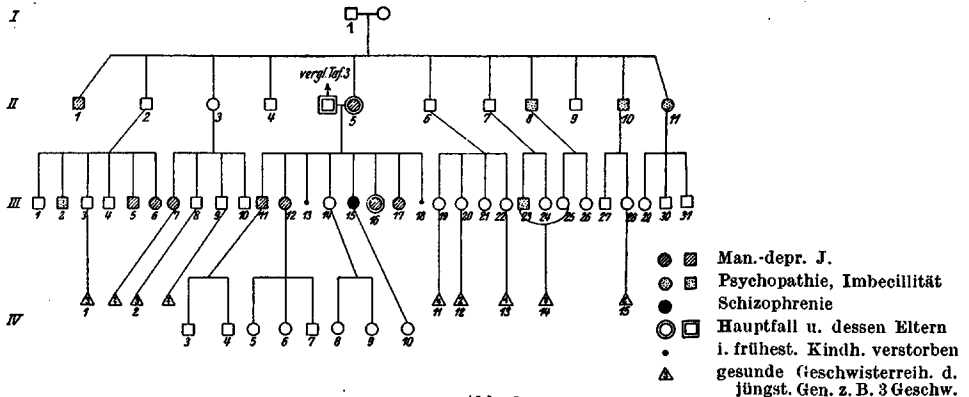 I
1
vergl. Taf. 3
II
1 2 3 4 5 6 7 8 9 10 11
III
1 2 3 4 5 6 7 8 9 10 11 12 13 14 15 16 17 18 19 20 21 22 23 24 25 26 27 28 29 30 31
1 2 11 12 13 14 15
IV
3 4 5 6 7 8 9 10
Man.-depr. J.
Psychopathie, Imbecillität
Schizophrenie
Hauptfall u. dessen Eltern
i. frühest. Kindh. verstorben
gesunde Geschwisterreih. d.
jüngst. Gen. z. B. 3 Geschw.